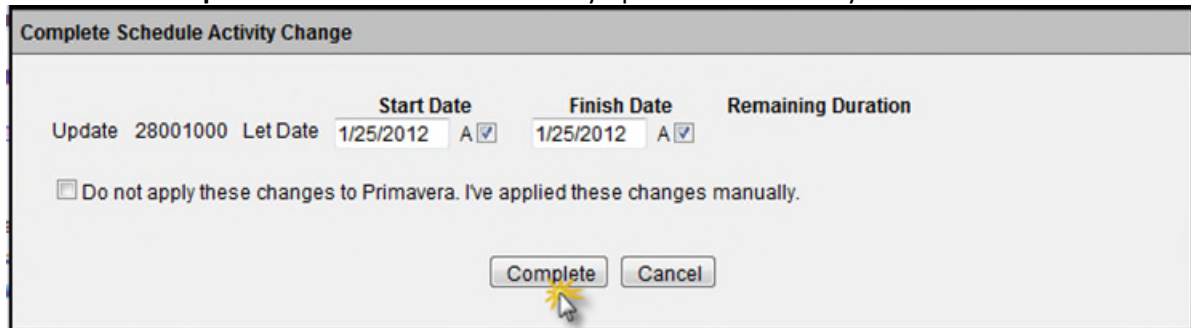 Complete Schedule Activity Change
Start Date Finish Date Remaining Duration
Update 28001000 Let Date 1/25/2012 A 1/25/2012 A
Do not apply these changes to Primavera. I've applied these changes manually.
Complete Cancel